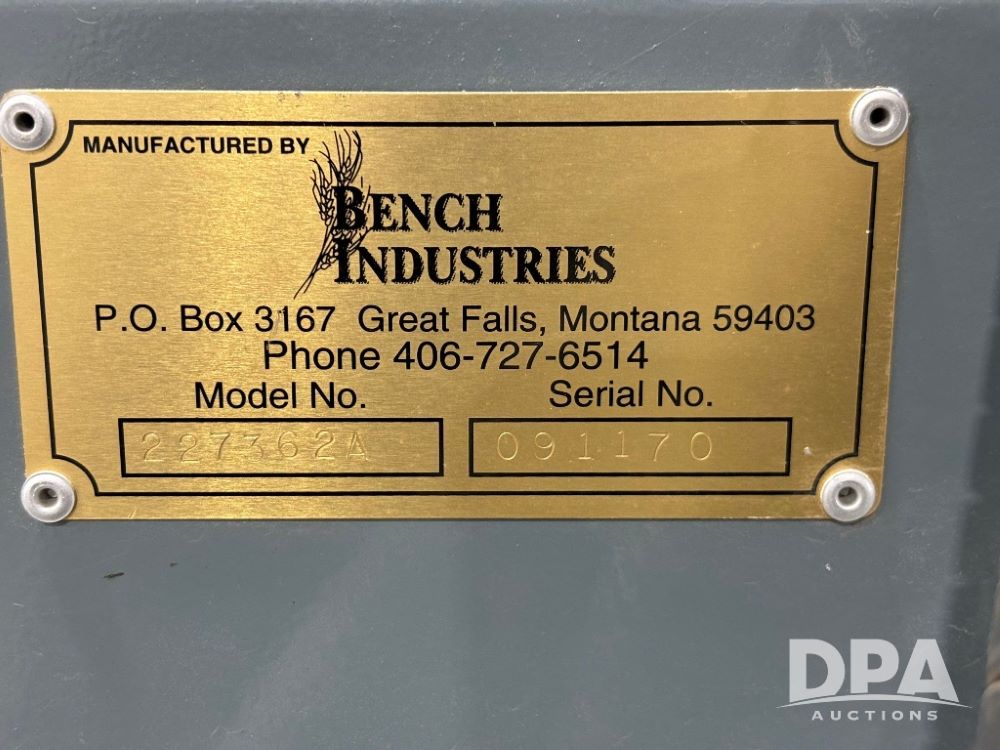 MANUFACTURED BY
BENCH
INDUSTRIES
P.O. Box 3167 Great Falls, Montana 59403
Phone 406-727-6514
Model No. Serial No.
227362A 091170
DPA
AUCTIONS